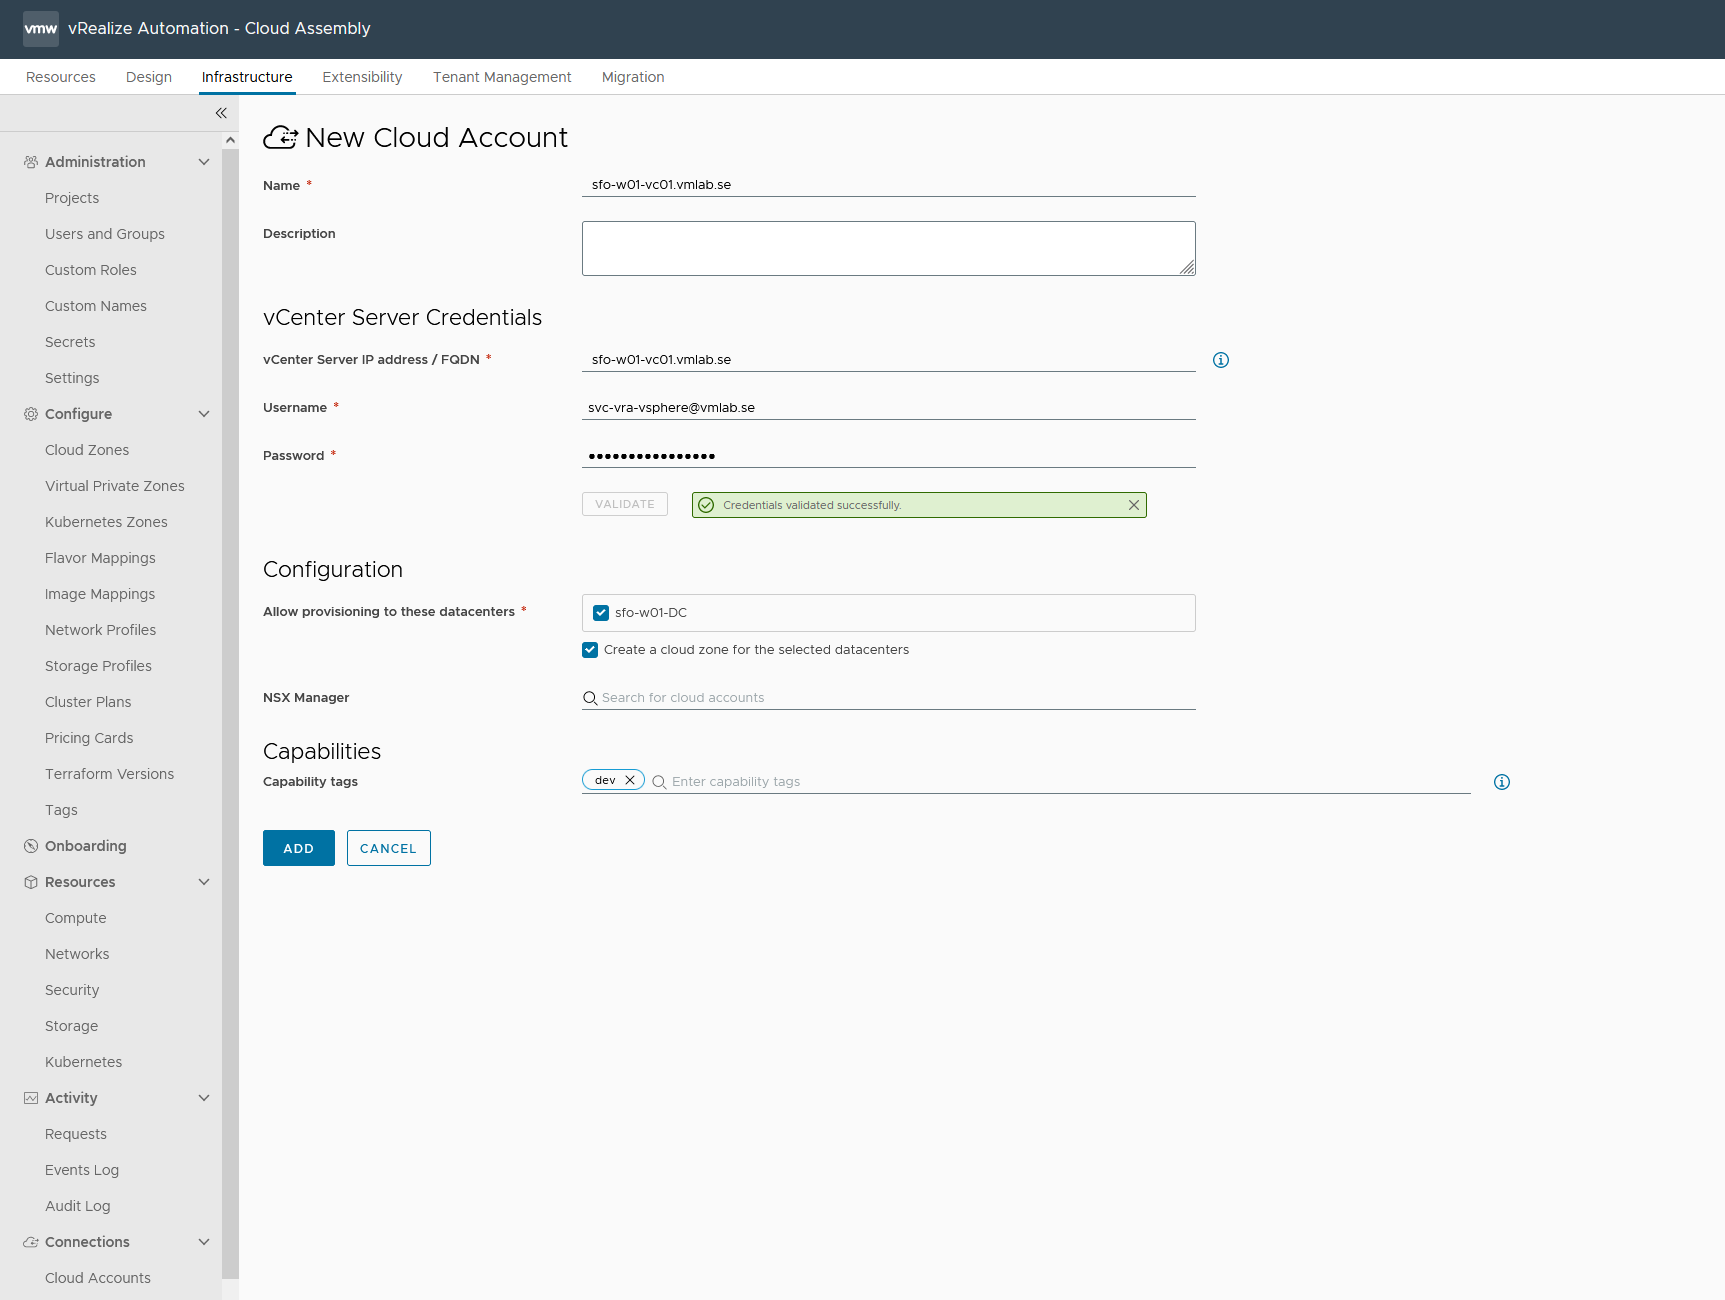 vmw vRealize Automation - Cloud Assembly
Resources Design Infrastructure Extensibility Tenant Management Migration
Administration
Projects
Users and Groups
Custom Roles
Custom Names
Secrets
Settings
Configure
Cloud Zones
Virtual Private Zones
Kubernetes Zones
Flavor Mappings
Image Mappings
Network Profiles
Storage Profiles
Cluster Plans
Pricing Cards
Terraform Versions
Tags
Onboarding
Resources
Compute
Networks
Security
Storage
Kubernetes
Activity
Requests
Events Log
Audit Log
Connections
Cloud Accounts
New Cloud Account
Name * sfo-w01-vc01.vmlab.se
Description
vCenter Server Credentials
vCenter Server IP address / FQDN * sfo-w01-vc01.vmlab.se
Username * svc-vra-vsphere@vmlab.se
Password * ••••••••••••••••
VALIDATE Credentials validated successfully.
Configuration
Allow provisioning to these datacenters * sfo-w01-DC
Create a cloud zone for the selected datacenters
NSX Manager Search for cloud accounts
Capabilities
Capability tags dev Enter capability tags
ADD CANCEL